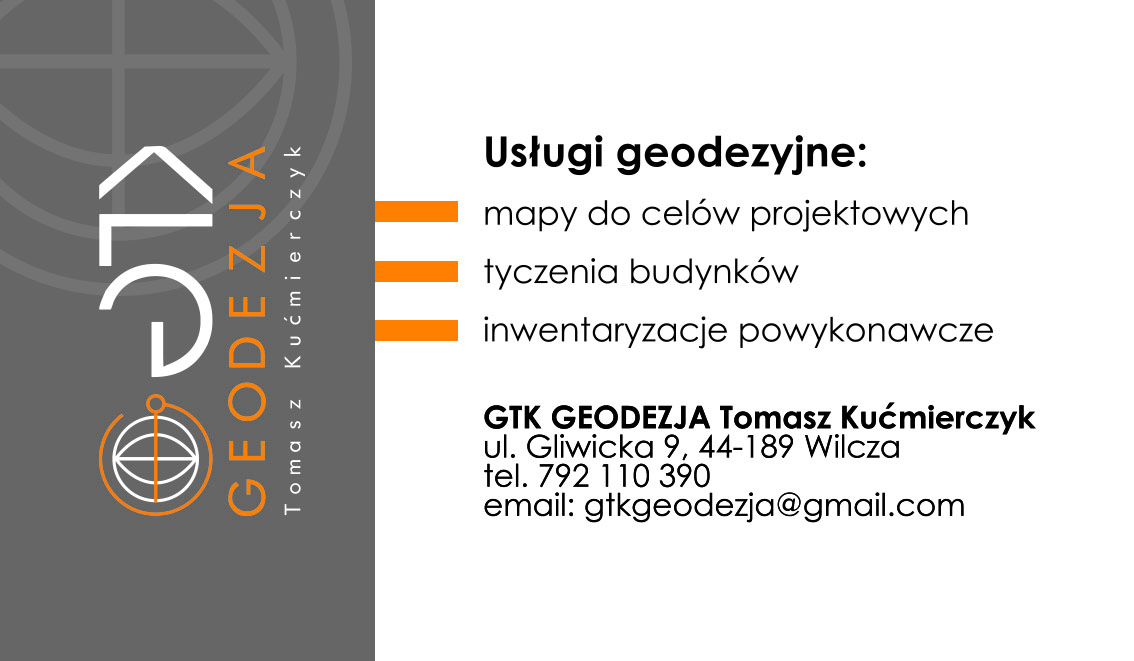 GTK
GEODEZJA
Tomasz Kućmierczyk
Usługi geodezyjne:
mapy do celów projektowych
tyczenia budynków
inwentaryzacje powykonawcze
GTK GEODEZJA Tomasz Kućmierczyk
ul. Gliwicka 9, 44-189 Wilcza
tel. 792 110 390
email: gtkgeodezja@gmail.com